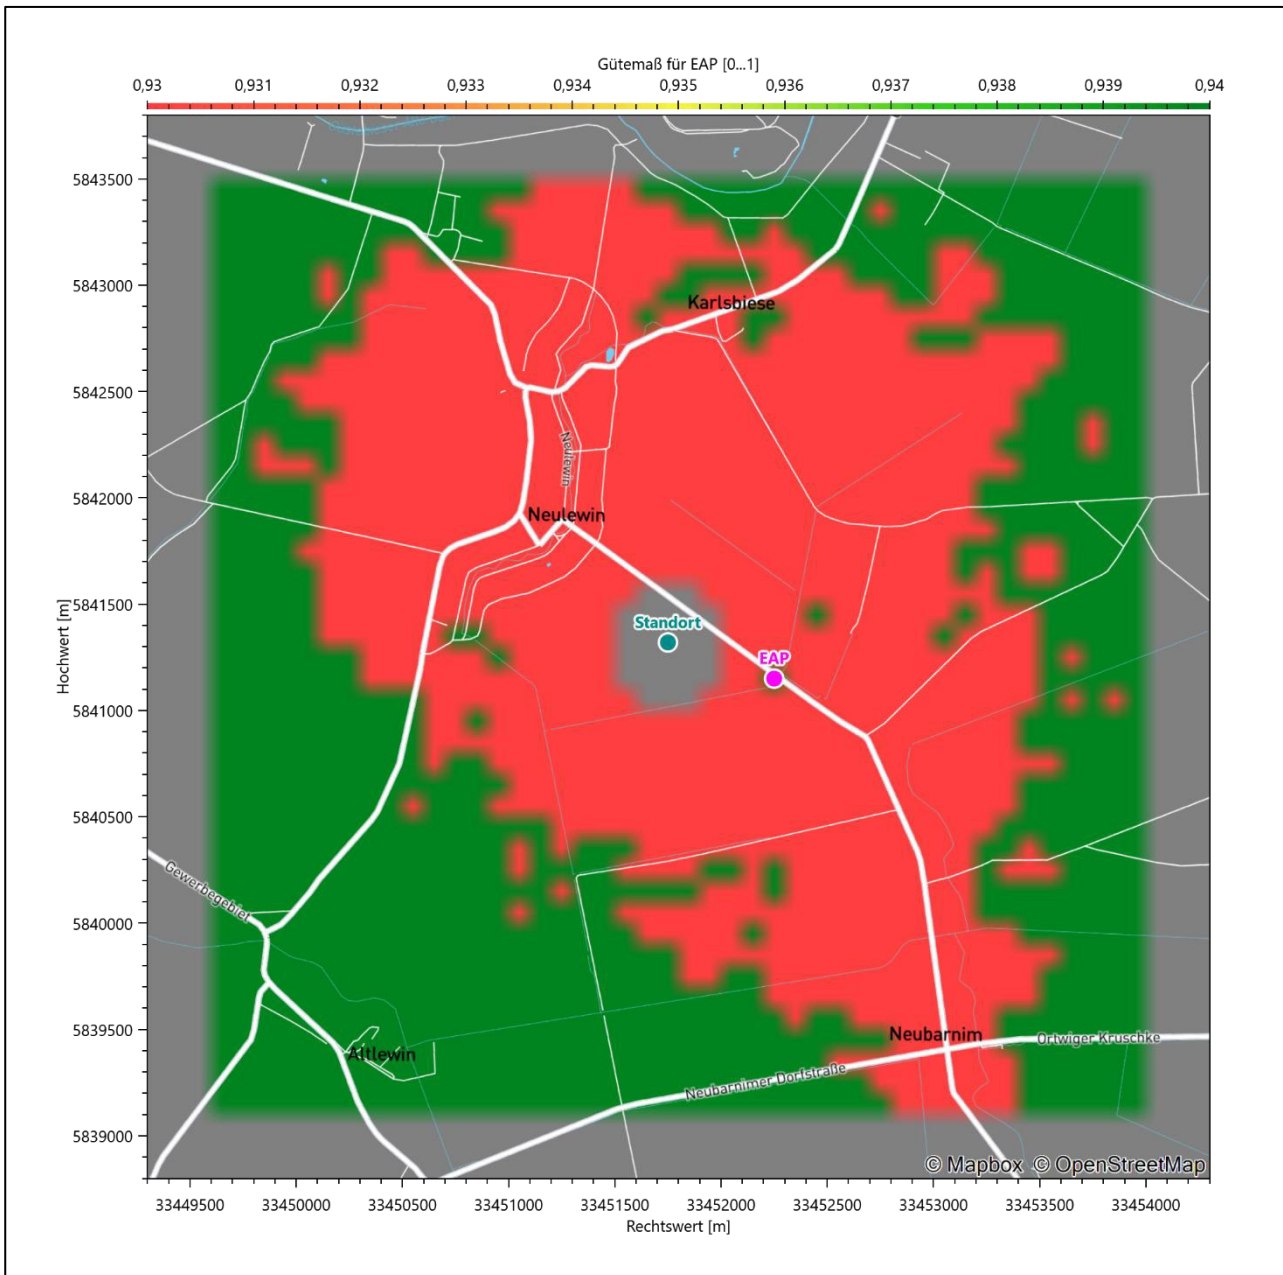 Gütemaß für EAP [0...1]
0,93 0,931 0,932 0,933 0,934 0,935 0,936 0,937 0,938 0,939 0,94
5843500
5843000
Karlsbiese
5842500
Neulewin
5842000
Neulewin
5841500
Standort
EAP
Hochwert [m]
5841000
5840500
Gewerbegebiet
5840000
5839500
Neubarnim
Ortwiger Kruschke
Altlewin
Neubarnimer Dorfstraße
5839000
© Mapbox © OpenStreetMap
33449500 33450000 33450500 33451000 33451500 33452000 33452500 33453000 33453500 33454000
Rechtswert [m]